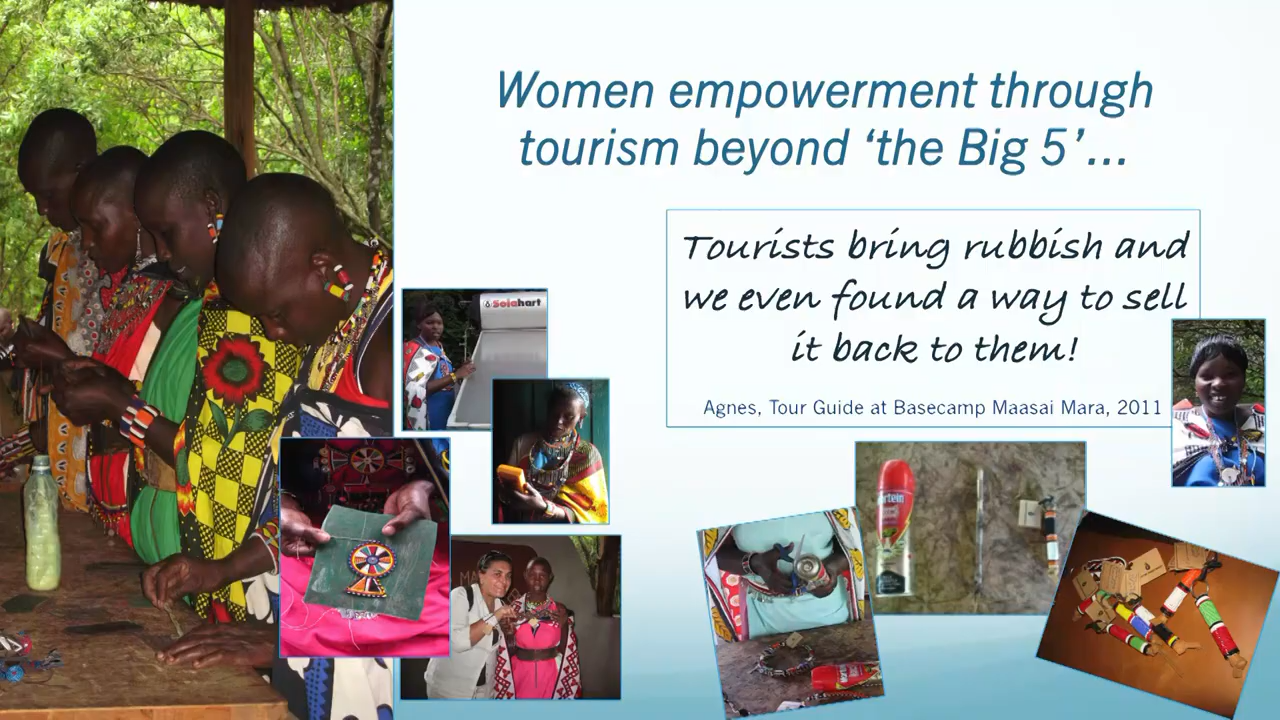 Women empowerment through
tourism beyond ‘the Big 5’...
Tourists bring rubbish and
we even found a way to sell
it back to them!
Agnes, Tour Guide at Basecamp Maasai Mara, 2011
Solahart